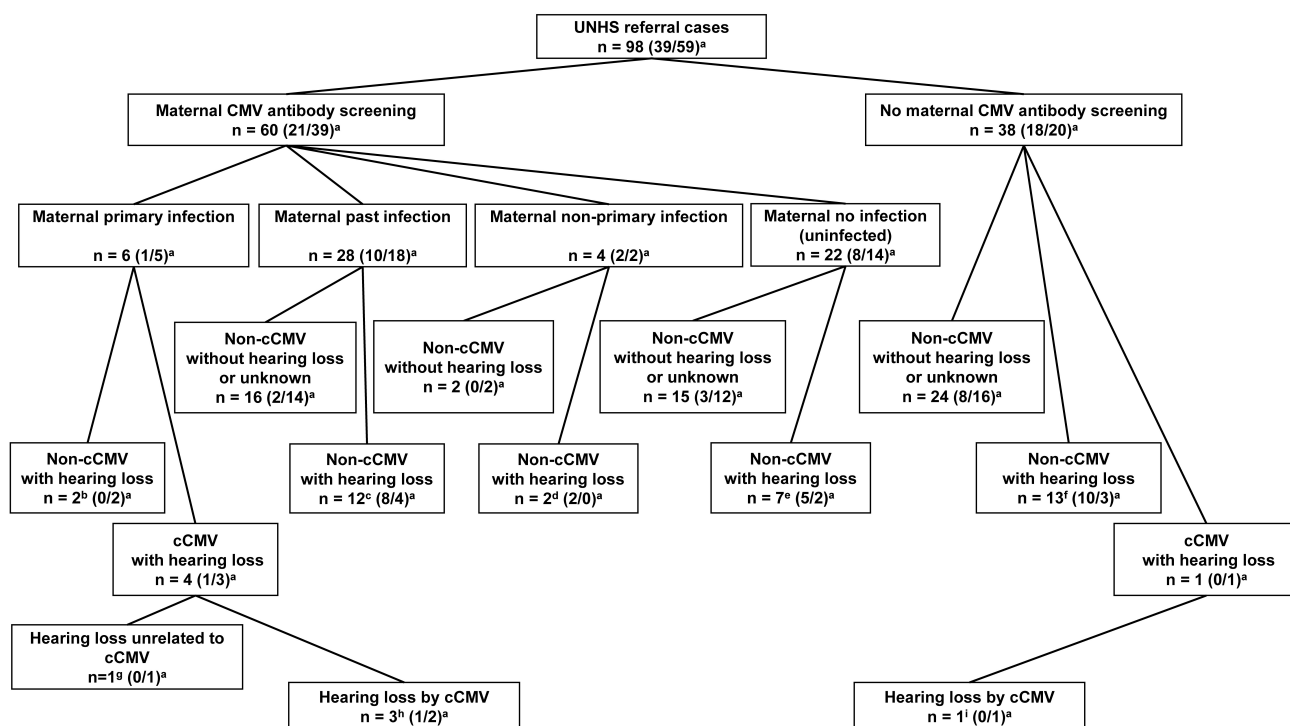 UNHS referral cases
n = 98 (39/59)ᵃ
Maternal CMV antibody screening
n = 60 (21/39)ᵃ
No maternal CMV antibody screening
n = 38 (18/20)ᵃ
Maternal primary infection
n = 6 (1/5)ᵃ
Maternal past infection
n = 28 (10/18)ᵃ
Maternal non-primary infection
n = 4 (2/2)ᵃ
Maternal no infection
(uninfected)
n = 22 (8/14)ᵃ
Non-cCMV
without hearing loss
or unknown
n = 16 (2/14)ᵃ
Non-cCMV
without hearing loss
n = 2 (0/2)ᵃ
Non-cCMV
without hearing loss
or unknown
n = 15 (3/12)ᵃ
Non-cCMV
without hearing loss
or unknown
n = 24 (8/16)ᵃ
Non-cCMV
with hearing loss
n = 2ᵇ (0/2)ᵃ
Non-cCMV
with hearing loss
n = 12ᶜ (8/4)ᵃ
Non-cCMV
with hearing loss
n = 2ᵈ (2/0)ᵃ
Non-cCMV
with hearing loss
n = 7ᵉ (5/2)ᵃ
Non-cCMV
with hearing loss
n = 13ᶠ (10/3)ᵃ
cCMV
with hearing loss
n = 4 (1/3)ᵃ
cCMV
with hearing loss
n = 1 (0/1)ᵃ
Hearing loss unrelated to
cCMV
n=1ᵍ (0/1)ᵃ
Hearing loss by cCMV
n = 3ʰ (1/2)ᵃ
Hearing loss by cCMV
n = 1ⁱ (0/1)ᵃ